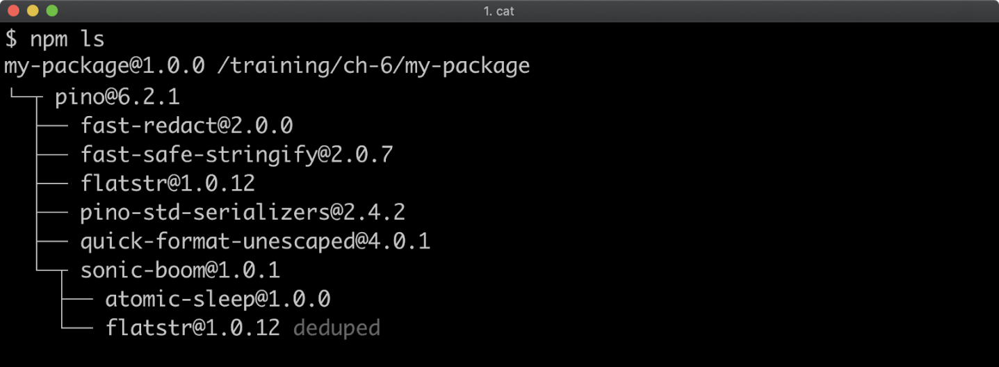 1. cat
$ npm ls
my-package@1.0.0 /training/ch-6/my-package
└─┬ pino@6.2.1
  ├── fast-redact@2.0.0
  ├── fast-safe-stringify@2.0.7
  ├── flatstr@1.0.12
  ├── pino-std-serializers@2.4.2
  ├── quick-format-unescaped@4.0.1
  └─┬ sonic-boom@1.0.1
    ├── atomic-sleep@1.0.0
    └── flatstr@1.0.12 deduped